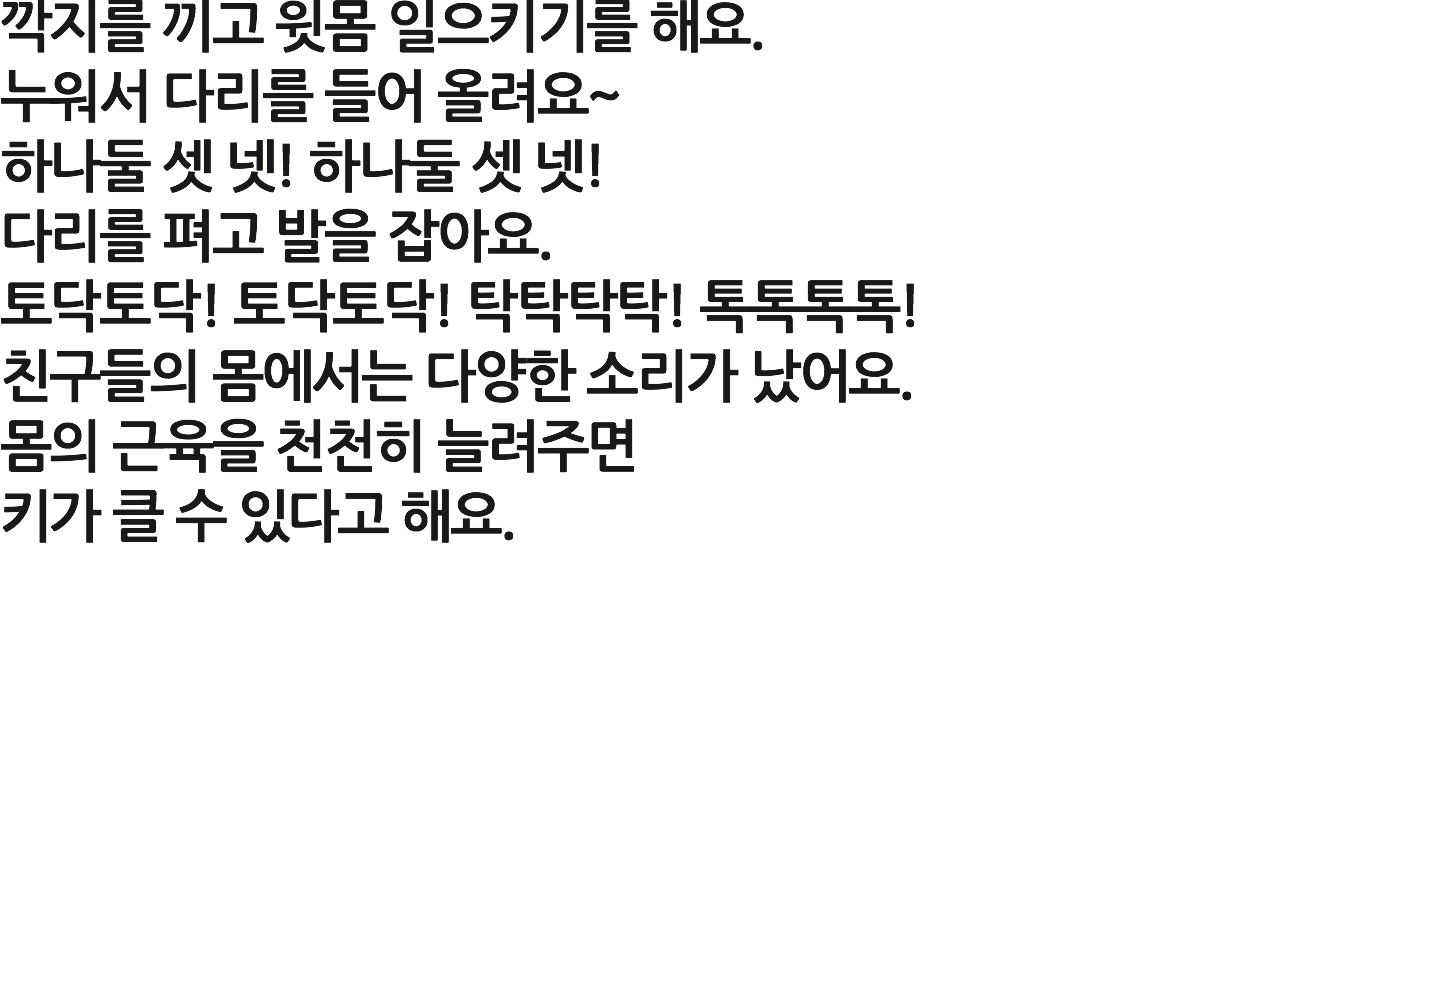 깍지를 끼고 윗몸 일으키기를 해요.
누워서 다리를 들어 올려요~
하나둘 셋 넷! 하나둘 셋 넷!
다리를 펴고 발을 잡아요.
토닥토닥! 토닥토닥! 탁탁탁탁! 톡톡톡톡!
친구들의 몸에서는 다양한 소리가 났어요.
몸의 근육을 천천히 늘려주면
키가 클 수 있다고 해요.